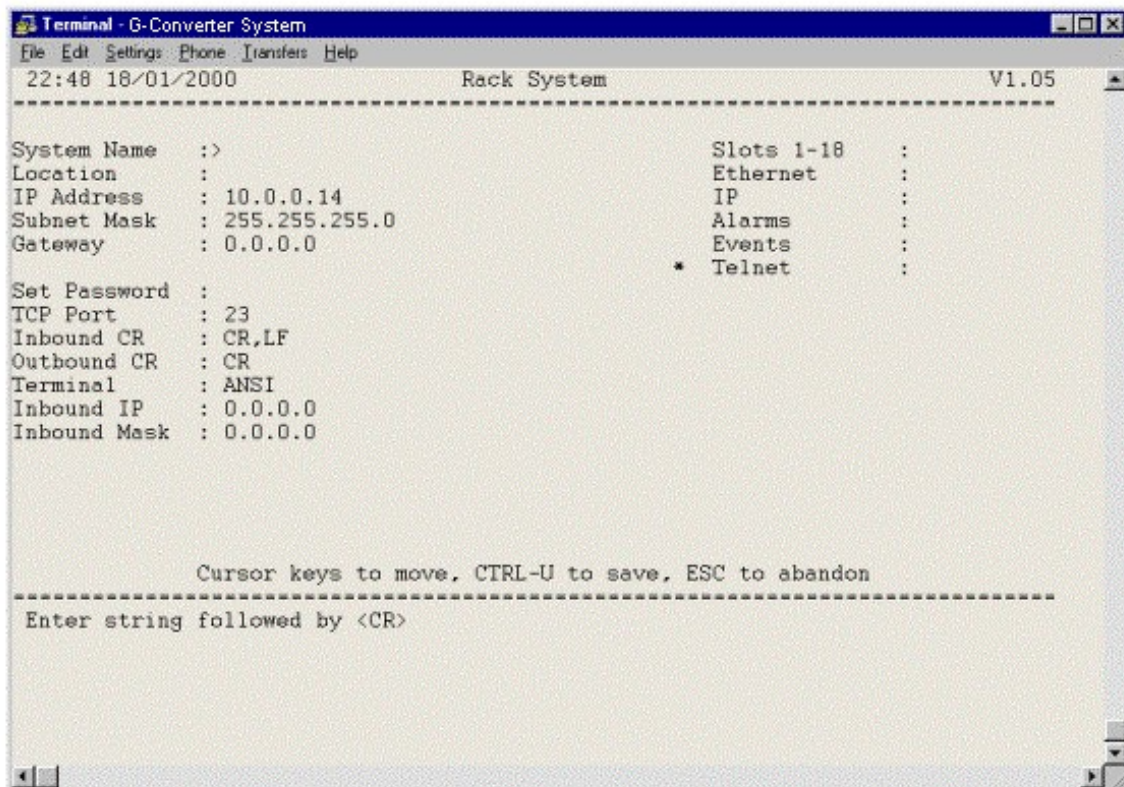 Terminal - G-Converter System
File Edit Settings Phone Transfers Help
22:48 18/01/2000 Rack System V1.05
--------------------------------------------------------------------------------
System Name :> Slots 1-18 :
Location : Ethernet :
IP Address : 10.0.0.14 IP :
Subnet Mask : 255.255.255.0 Alarms :
Gateway : 0.0.0.0 Events :
* Telnet :
Set Password :
TCP Port : 23
Inbound CR : CR,LF
Outbound CR : CR
Terminal : ANSI
Inbound IP : 0.0.0.0
Inbound Mask : 0.0.0.0
Cursor keys to move, CTRL-U to save, ESC to abandon
--------------------------------------------------------------------------------
Enter string followed by <CR>